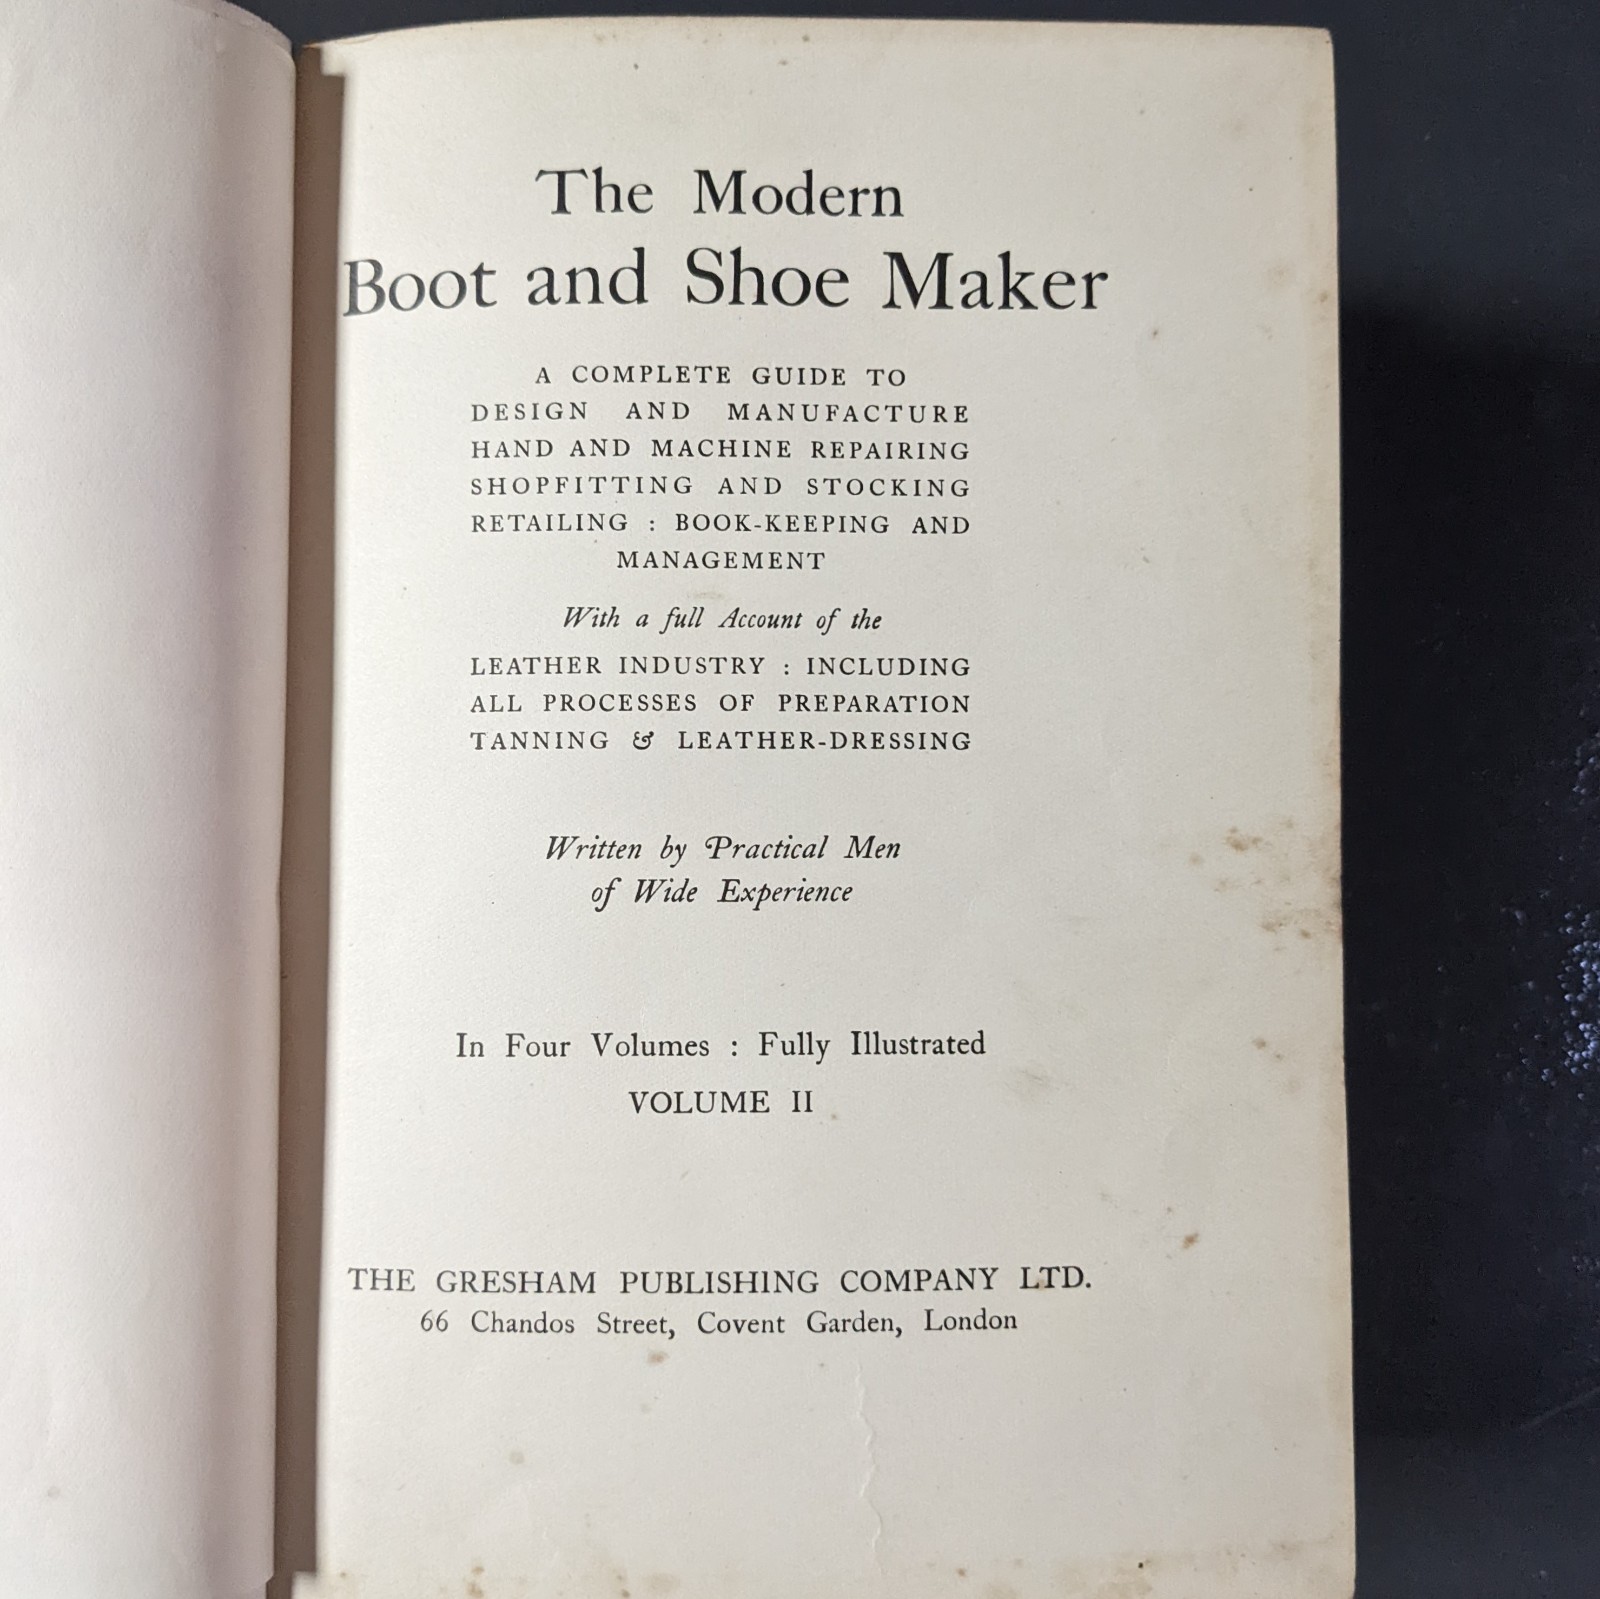 The Modern
Boot and Shoe Maker
A COMPLETE GUIDE TO
DESIGN AND MANUFACTURE
HAND AND MACHINE REPAIRING
SHOPFITTING AND STOCKING
RETAILING : BOOK-KEEPING AND
MANAGEMENT
With a full Account of the
LEATHER INDUSTRY : INCLUDING
ALL PROCESSES OF PREPARATION
TANNING & LEATHER-DRESSING
Written by Practical Men
of Wide Experience
In Four Volumes : Fully Illustrated
VOLUME II
THE GRESHAM PUBLISHING COMPANY LTD.
66 Chandos Street, Covent Garden, London